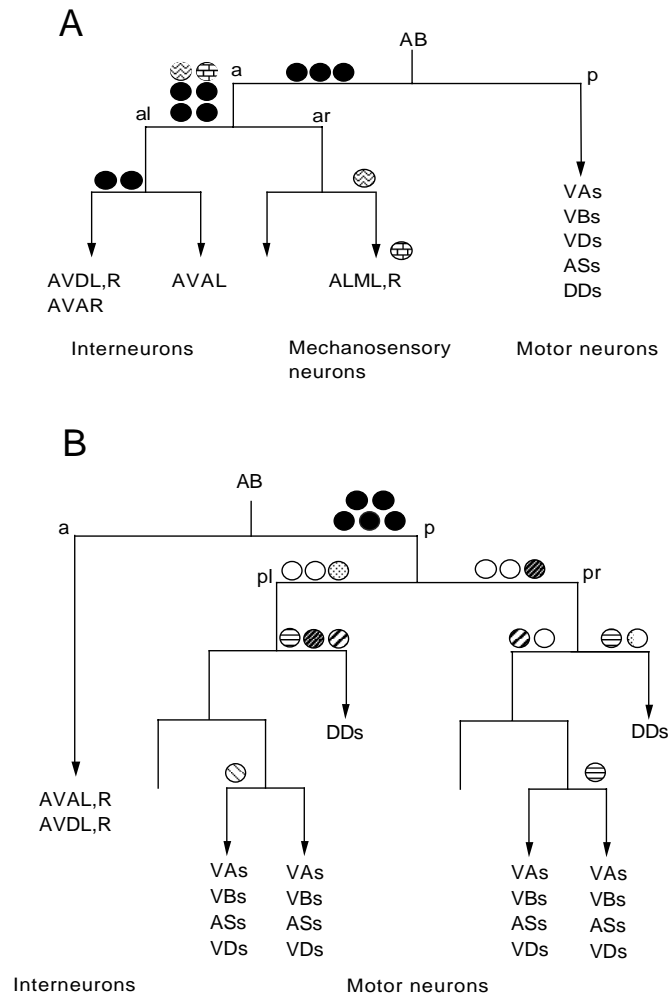 A
AB
a
p
al
ar
VAs
VBs
VDs
ASs
DDs
AVDL,R
AVAR
AVAL
ALML,R
Interneurons
Mechanosensory
neurons
Motor neurons
B
AB
a
p
pl
pr
DDs
DDs
AVAL,R
AVDL,R
VAs
VBs
ASs
VDs
VAs
VBs
ASs
VDs
VAs
VBs
ASs
VDs
VAs
VBs
ASs
VDs
Interneurons
Motor neurons